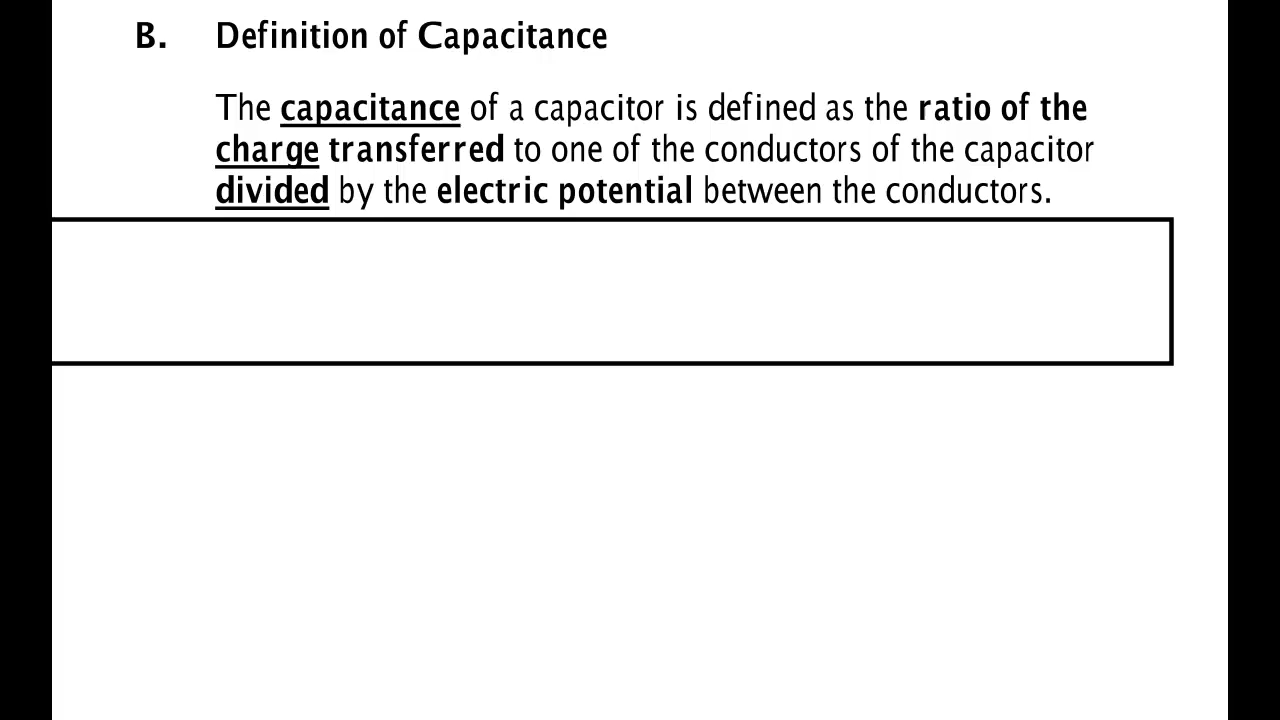 B. Definition of Capacitance
The capacitance of a capacitor is defined as the ratio of the
charge transferred to one of the conductors of the capacitor
divided by the electric potential between the conductors.